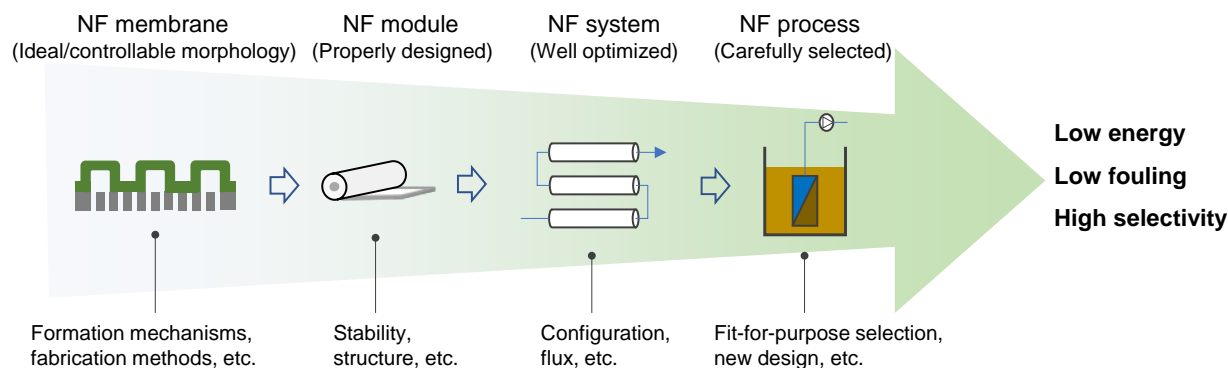 NF membrane
(Ideal/controllable morphology)
NF module
(Properly designed)
NF system
(Well optimized)
NF process
(Carefully selected)
Low energy
Low fouling
High selectivity
Formation mechanisms,
fabrication methods, etc.
Stability,
structure, etc.
Configuration,
flux, etc.
Fit-for-purpose selection,
new design, etc.